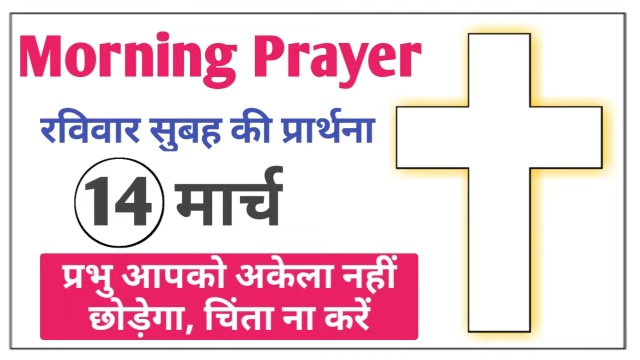 Morning Prayer
रविवार सुबह की प्रार्थना
14 मार्च
प्रभु आपको अकेला नहीं
छोड़ेगा, चिंता ना करें